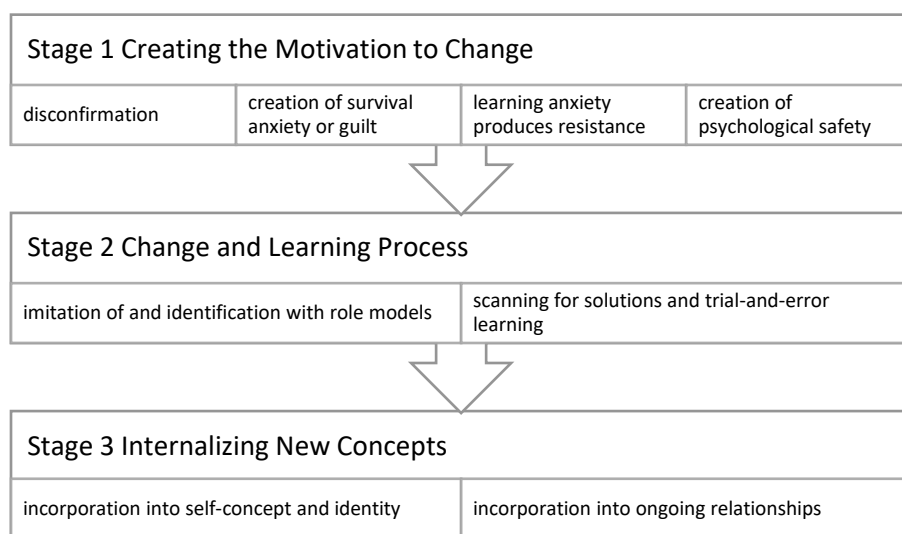 Stage 1 Creating the Motivation to Change
disconfirmation
creation of survival
anxiety or guilt
learning anxiety
produces resistance
creation of
psychological safety
Stage 2 Change and Learning Process
imitation of and identification with role models
scanning for solutions and trial-and-error
learning
Stage 3 Internalizing New Concepts
incorporation into self-concept and identity
incorporation into ongoing relationships